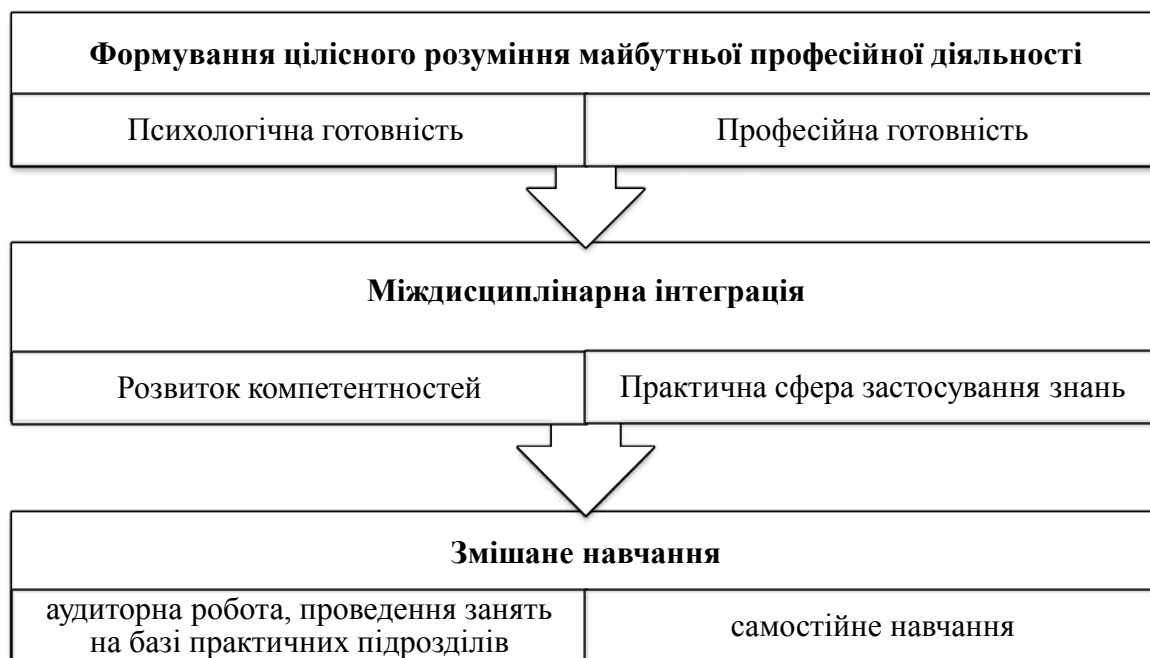 Формування цілісного розуміння майбутньої професійної діяльності
Психологічна готовність
Професійна готовність
Міждисциплінарна інтеграція
Розвиток компетентностей
Практична сфера застосування знань
Змішане навчання
аудиторна робота, проведення занять
на базі практичних підрозділів
самостійне навчання